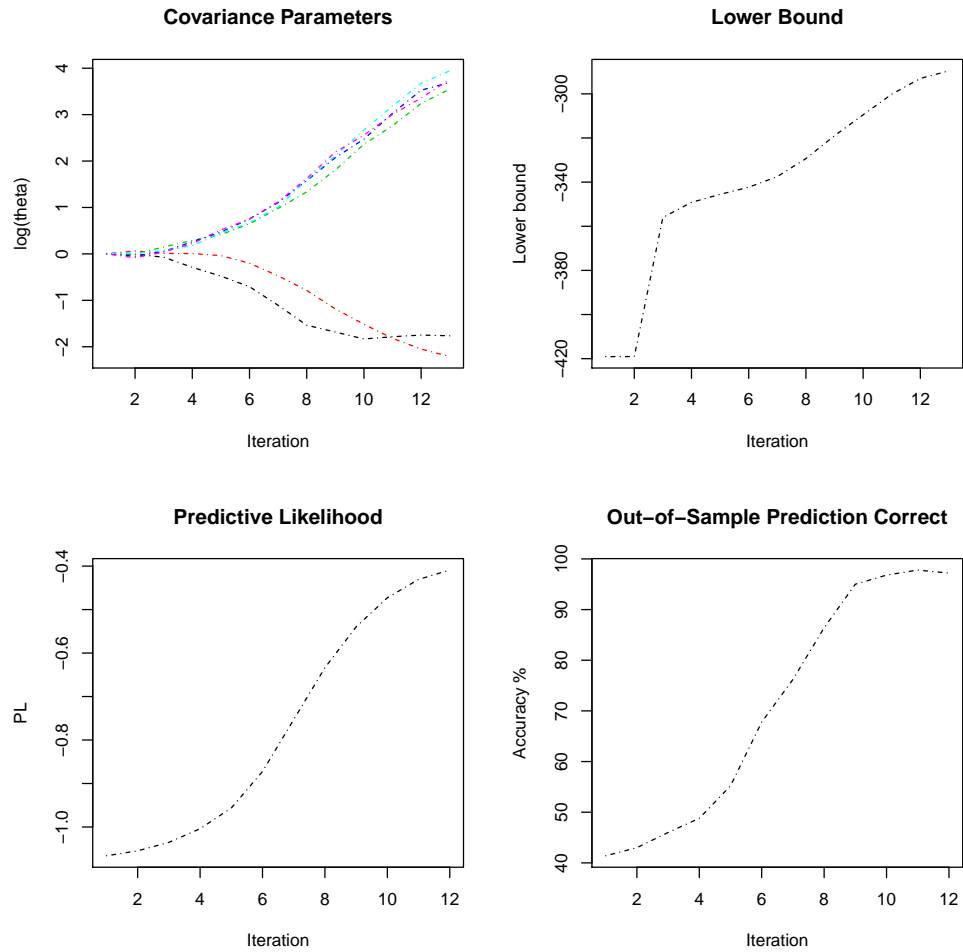 Covariance Parameters
log(theta)
4
3
2
1
0
−1
−2
2 4 6 8 10 12
Iteration
Lower Bound
Lower bound
−300
−340
−380
−420
2 4 6 8 10 12
Iteration
Predictive Likelihood
PL
−0.4
−0.6
−0.8
−1.0
2 4 6 8 10 12
Iteration
Out−of−Sample Prediction Correct
Accuracy %
100
90
80
70
60
50
40
2 4 6 8 10 12
Iteration